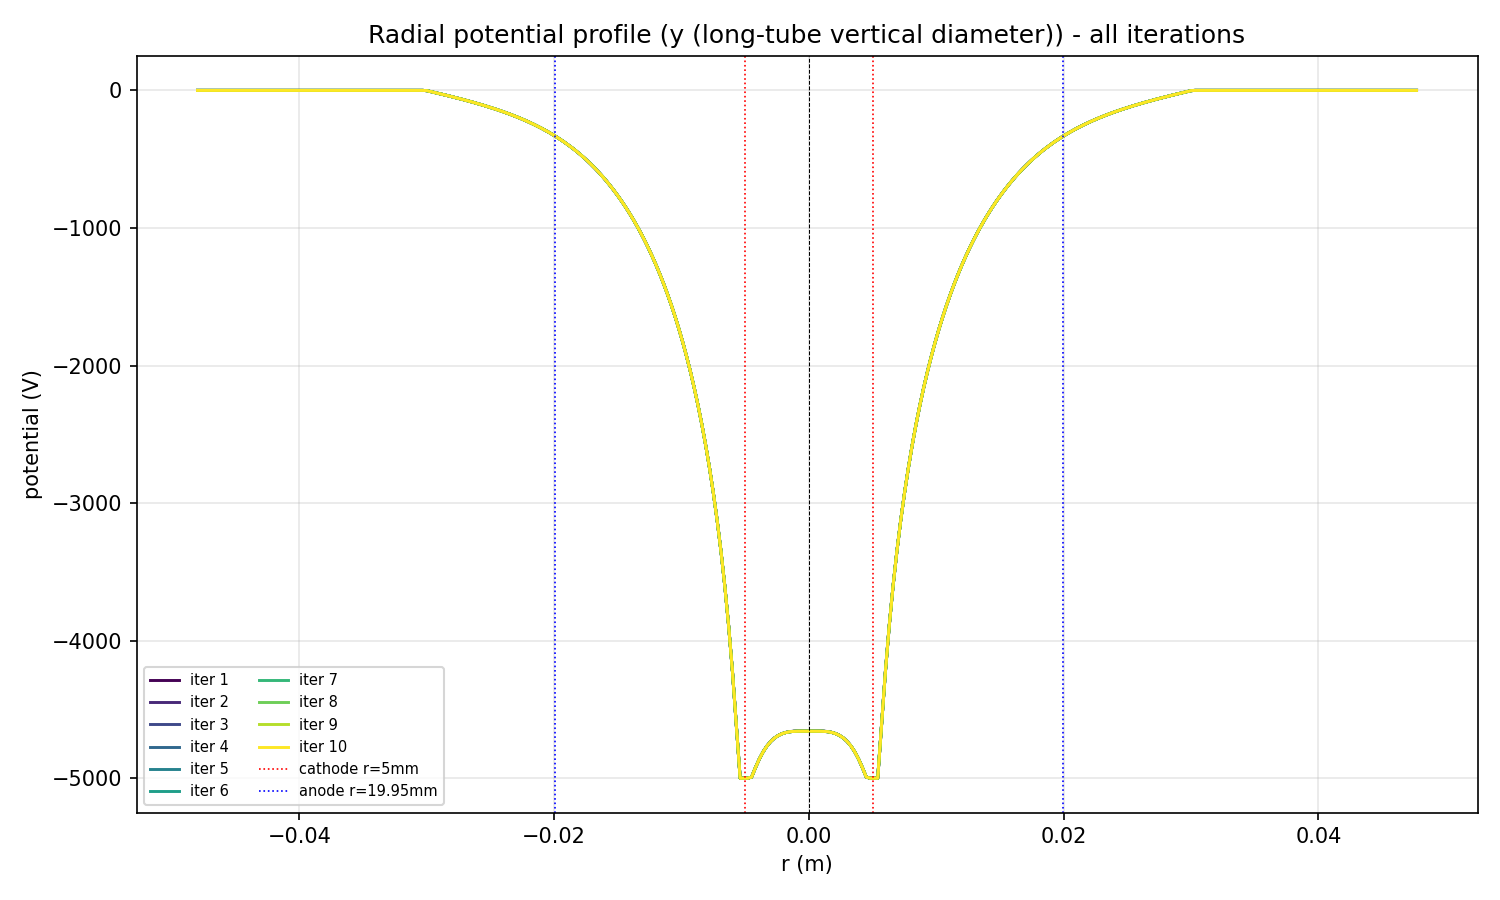 Radial potential profile (y (long-tube vertical diameter)) - all iterations
potential (V)
0
−1000
−2000
−3000
−4000
−5000
iter 1
iter 2
iter 3
iter 4
iter 5
iter 6
iter 7
iter 8
iter 9
iter 10
cathode r=5mm
anode r=19.95mm
−0.04
−0.02
0.00
0.02
0.04
r (m)